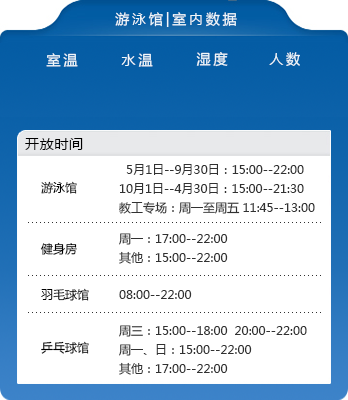 游泳馆|室内数据
室温 水温 湿度 人数
开放时间
游泳馆
5月1日--9月30日：15:00--22:00
10月1日--4月30日：15:00--21:30
教工专场：周一至周五 11:45--13:00
健身房
周一：17:00--22:00
其他：15:00--22:00
羽毛球馆 08:00--22:00
乒乓球馆
周三：15:00--18:00 20:00--22:00
周一、日：15:00--22:00
其他：17:00--22:00